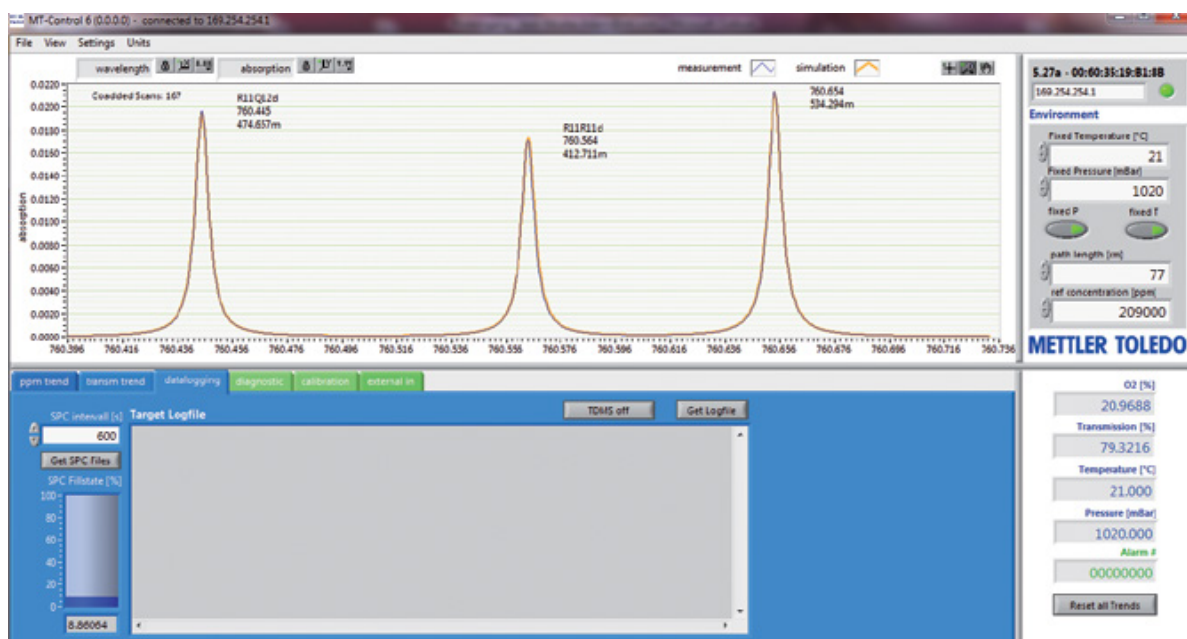 MT-Control 6 (0.0.0.0) - connected to 169.254.254.1
File View Settings Units
wavelength absorption measurement simulation
Coadded Scans: 167
R11Q12d
760.445
474.657m
R11R11d
760.564
412.711m
760.654
534.294m
absorption
0.0220
0.0200
0.0180
0.0160
0.0140
0.0120
0.0100
0.0080
0.0060
0.0040
0.0020
0.0000
760.396 760.416 760.436 760.456 760.476 760.496 760.516 760.536 760.556 760.576 760.596 760.616 760.636 760.656 760.676 760.696 760.716 760.736
5.27a - 00:60:35:19:B1:8B
169.254.254.1
Environment
Fixed Temperature [°C]
21
Fixed Pressure [mBar]
1020
fixed P fixed T
path length [m]
77
ref concentration [ppm]
209000
METTLER TOLEDO
ppm trend transm trend datalogging diagnostic calibration external in
SPC intervall [s] Target Logfile TDMS off Get Logfile
600
Get SPC Files
SPC Fillstate [%]
100
80
60
40
20
0
8.86064
O2 [%]
20.9688
Transmission [%]
79.3216
Temperature [°C]
21.000
Pressure [mBar]
1020.000
Alarm #
00000000
Reset all Trends